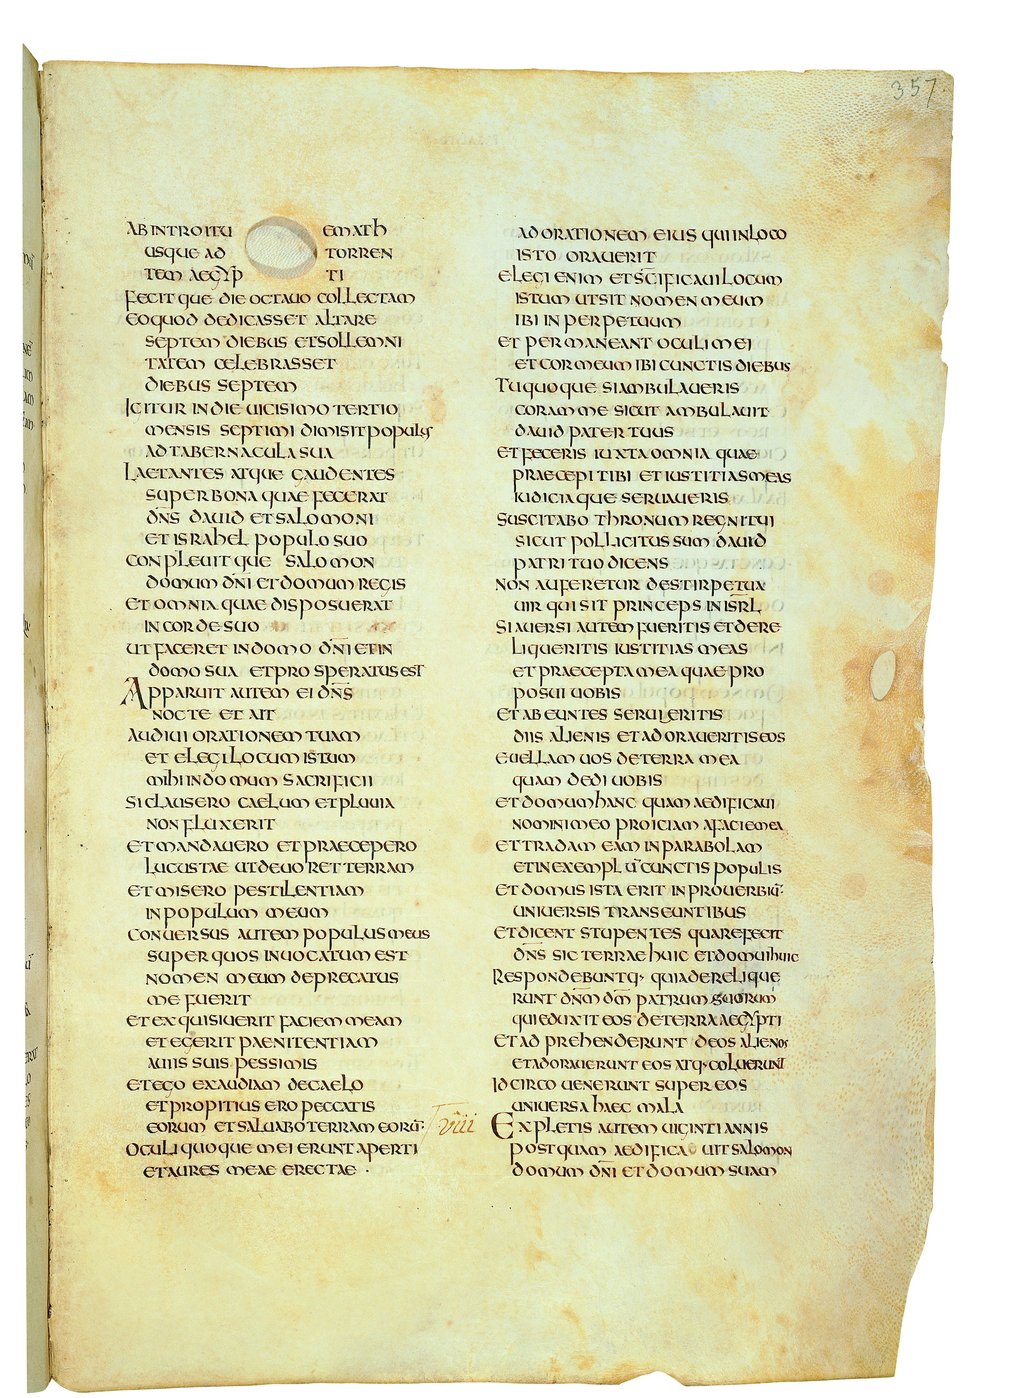 357
AB INTROITU EMATH
USQUE AD TORREN
TEM AEGYP TI
FECITQUE DIE OCTAUO COLLECTAM
EO QUOD DEDICASSET ALTARE
SEPTEM DIEBUS ET SOLLEMNI
TATEM CELEBRASSET
DIEBUS SEPTEM
IGITUR IN DIE UICISIMO TERTIO
MENSIS SEPTIMI DIMISIT POPULUS
AD TABERNACULA SUA
LAETANTES ATQUE GAUDENTES
SUPER BONA QUAE FECERAT
DN̄S DAUID ET SALOMONI
ET ISRAHEL POPULO SUO
CONPLEUITQUE SALOMON
DOMUM DN̄I ET DOMUM REGIS
ET OMNIA QUAE DISPOSUERAT
IN CORDE SUO
UT FACERET IN DOMO DN̄I ET IN
DOMO SUA ET PROSPERATUS EST
APPARUIT AUTEM EI DN̄S
NOCTE ET AIT
AUDIUI ORATIONEM TUAM
ET ELEGI LOCUM ISTUM
MIHI IN DOMUM SACRIFICII
SI CLAUSERO CAELUM ET PLUUIA
NON FLUXERIT
ET MANDAUERO ET PRAECEPERO
LUCUSTAE UT DEUORET TERRAM
ET MISERO PESTILENTIAM
IN POPULUM MEUM
CONUERSUS AUTEM POPULUS MEUS
SUPER QUOS INUOCATUM EST
NOMEN MEUM DEPRECATUS
ME FUERIT
ET EXQUISIUERIT FACIEM MEAM
ET EGERIT PAENITENTIAM
A UIIS SUIS PESSIMIS
ET EGO EXAUDIAM DE CAELO
ET PROPITIUS ERO PECCATIS
EORUM ET SALUABO TERRAM EORŪ·
OCULI QUOQUE MEI ERUNT APERTI
ET AURES MEAE ERECTAE ·
AD ORATIONEM EIUS QUI IN LOCO
ISTO ORAUERIT
ELEGI ENIM ET SC̄IFICAUI LOCUM
ISTUM UT SIT NOMEN MEUM
IBI IN PERPETUUM
ET PERMANEANT OCULI MEI
ET COR MEUM IBI CUNCTIS DIEBUS
TU QUOQUE SI AMBULAUERIS
CORAM ME SICUT AMBULAUIT
DAUID PATER TUUS
ET FECERIS IUXTA OMNIA QUAE
PRAECEPI TIBI ET IUSTITIAS MEAS
IUDICIAQUE SERUAUERIS
SUSCITABO THRONUM REGNI TUI
SICUT POLLICITUS SUM DAUID
PATRI TUO DICENS
NON AUFERETUR DE STIRPE TUA
UIR QUI SIT PRINCEPS IN ISRL̄
SI AUERSI AUTEM FUERITIS ET DERE
LIQUERITIS IUSTITIAS MEAS
ET PRAECEPTA MEA QUAE PRO
POSUI UOBIS
ET ABEUNTES SERUIERITIS
DIIS ALIENIS ET ADORAUERITIS EOS
EUELLAM UOS DE TERRA MEA
QUAM DEDI UOBIS
ET DOMUM HANC QUAM AEDIFICAUI
NOMINI MEO PROICIAM A FACIE MEA
ET TRADAM EAM IN PARABOLAM
ET IN EXEMPLŪ CUNCTIS POPULIS
ET DOMUS ISTA ERIT IN PROUERBIŪ·
UNIUERSIS TRANSEUNTIBUS
ET DICENT STUPENTES QUARE FECIT
DN̄S SIC TERRAE HUIC ET DOMUI HUIC
RESPONDEBUNTQ· QUIA DERELIQUE
RUNT DN̄M DM̄ PATRUM SUORUM
QUI EDUXIT EOS DE TERRA AEGYPTI
ET ADPREHENDERUNT DEOS ALIENOS
ET ADORAUERUNT EOS ATQ· COLUERUNT
IDCIRCO UENERUNT SUPER EOS
UNIUERSA HAEC MALA
VIII EXPLETIS AUTEM UIGINTI ANNIS
POSTQUAM AEDIFICAUIT SALOMON
DOMUM DN̄I ET DOMUM SUAM